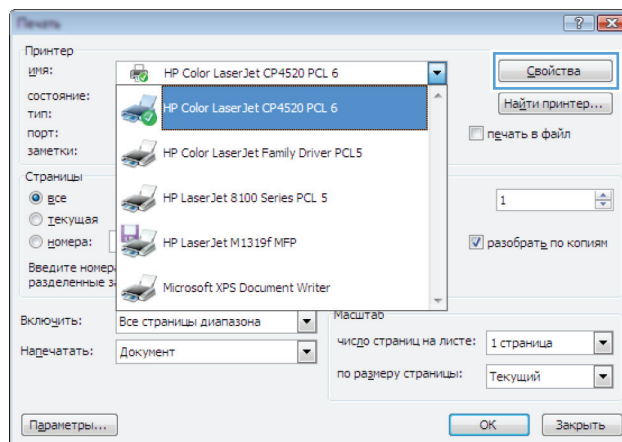 Печать
Принтер
имя:
HP Color LaserJet CP4520 PCL 6
Свойства
состояние:
HP Color LaserJet CP4520 PCL 6
Найти принтер...
тип:
порт:
HP Color LaserJet Family Driver PCL5
печать в файл
заметки:
Страницы
все
HP LaserJet 8100 Series PCL 5
1
текущая
номера:
HP LaserJet M1319f MFP
разобрать по копиям
Введите
разделенные
Microsoft XPS Document Writer
Включить:
Все страницы диапазона
Масштаб
число страниц на листе:
1 страница
Напечатать:
Документ
по размеру страницы:
Текущий
Параметры...
ОК
Закрыть